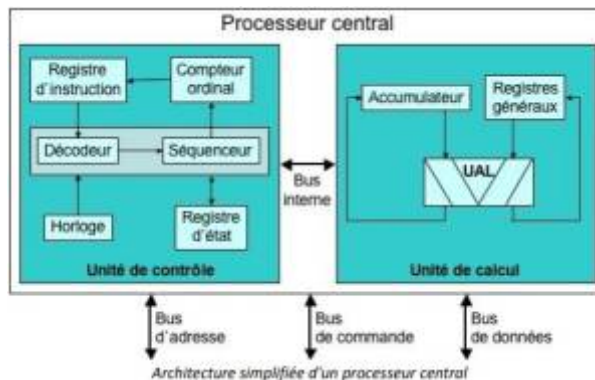 Processeur central
Registre
d'instruction
Compteur
ordinal
Décodeur
Séquenceur
Horloge
Registre
d'état
Unité de contrôle
Bus
interne
Accumulateur
Registres
généraux
UAL
Unité de calcul
Bus
d'adresse
Bus
de commande
Bus
de données
Architecture simplifiée d'un processeur central